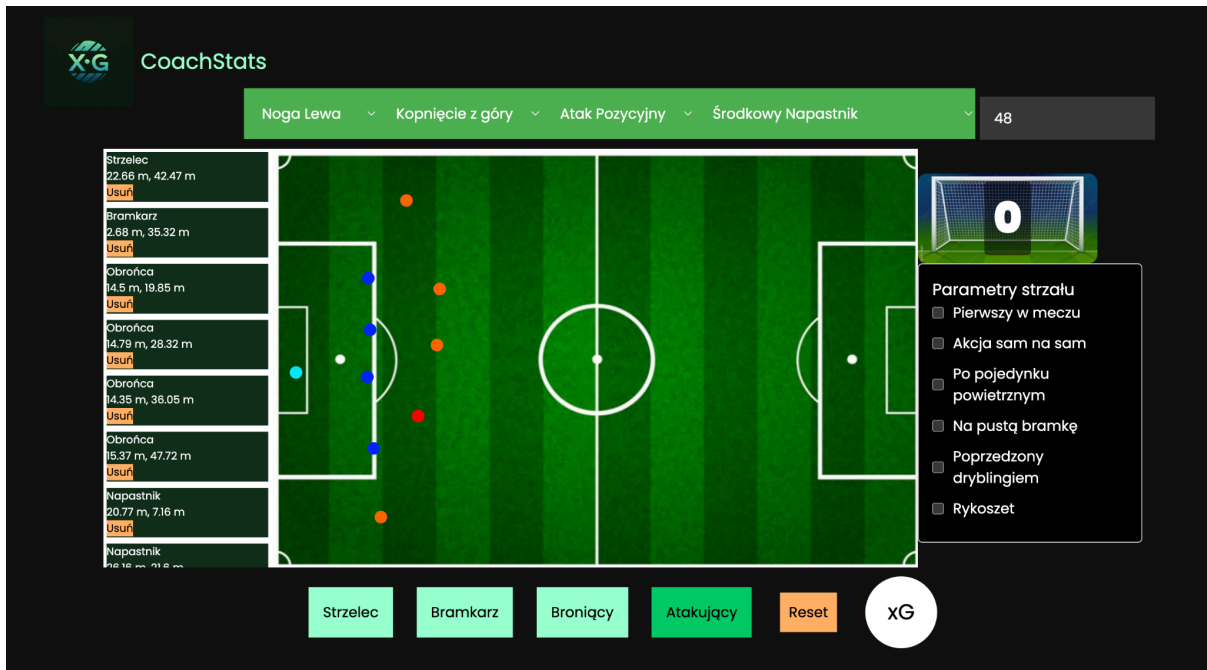 X·G
CoachStats
Noga Lewa Kopnięcie z góry Atak Pozycyjny Środkowy Napastnik 48
Strzelec
22.66 m, 42.47 m
Usuń
Bramkarz
2.68 m, 35.32 m
Usuń
Obrońca
14.5 m, 19.85 m
Usuń
Obrońca
14.79 m, 28.32 m
Usuń
Obrońca
14.35 m, 36.05 m
Usuń
Obrońca
15.37 m, 47.72 m
Usuń
Napastnik
20.77 m, 7.16 m
Usuń
Napastnik
26.16 m, 21.6 m
0
Parametry strzału
Pierwszy w meczu
Akcja sam na sam
Po pojedynku
powietrznym
Na pustą bramkę
Poprzedzony
dryblingiem
Rykoszet
Strzelec Bramkarz Broniący Atakujący Reset xG